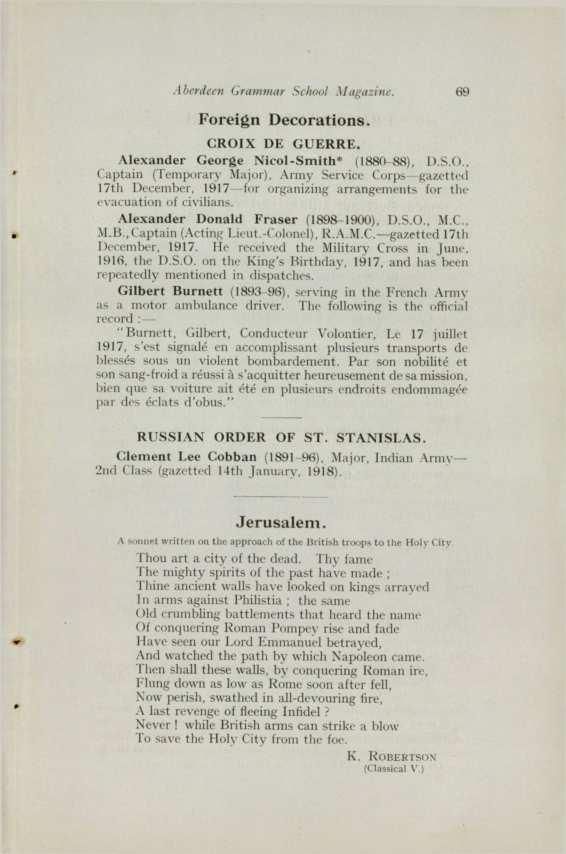 Aberdeen Grammar School Magazine. 69
Foreign Decorations.
CROIX DE GUERRE.
Alexander George Nicol-Smith* (1880-88), D.S.O.,
Captain (Temporary Major), Army Service Corps—gazetted
17th December, 1917—for organizing arrangements for the
evacuation of civilians.
Alexander Donald Fraser (1898-1900), D.S.O., M.C.,
M.B., Captain (Acting Lieut.-Colonel), R.A.M.C.—gazetted 17th
December, 1917. He received the Military Cross in June,
1916, the D.S.O. on the King's Birthday, 1917, and has been
repeatedly mentioned in dispatches.
Gilbert Burnett (1893-96), serving in the French Army
as a motor ambulance driver. The following is the official
record :—
"Burnett, Gilbert, Conducteur Volontier, Le 17 juillet
1917, s'est signalé en accomplissant plusieurs transports de
blessés sous un violent bombardement. Par son nobilité et
son sang-froid a réussi à s'acquitter heureusement de sa mission,
bien que sa voiture ait été en plusieurs endroits endommagée
par des éclats d'obus."
RUSSIAN ORDER OF ST. STANISLAS.
Clement Lee Cobban (1891-96), Major, Indian Army—
2nd Class (gazetted 14th January, 1918).
Jerusalem.
A sonnet written on the approach of the British troops to the Holy City.
Thou art a city of the dead. Thy fame
The mighty spirits of the past have made ;
Thine ancient walls have looked on kings arrayed
In arms against Philistia ; the same
Old crumbling battlements that heard the name
Of conquering Roman Pompey rise and fade
Have seen our Lord Emmanuel betrayed,
And watched the path by which Napoleon came.
Then shall these walls, by conquering Roman ire,
Flung down as low as Rome soon after fell,
Now perish, swathed in all-devouring fire,
A last revenge of fleeing Infidel ?
Never ! while British arms can strike a blow
To save the Holy City from the foe.
K. ROBERTSON
(Classical V.)